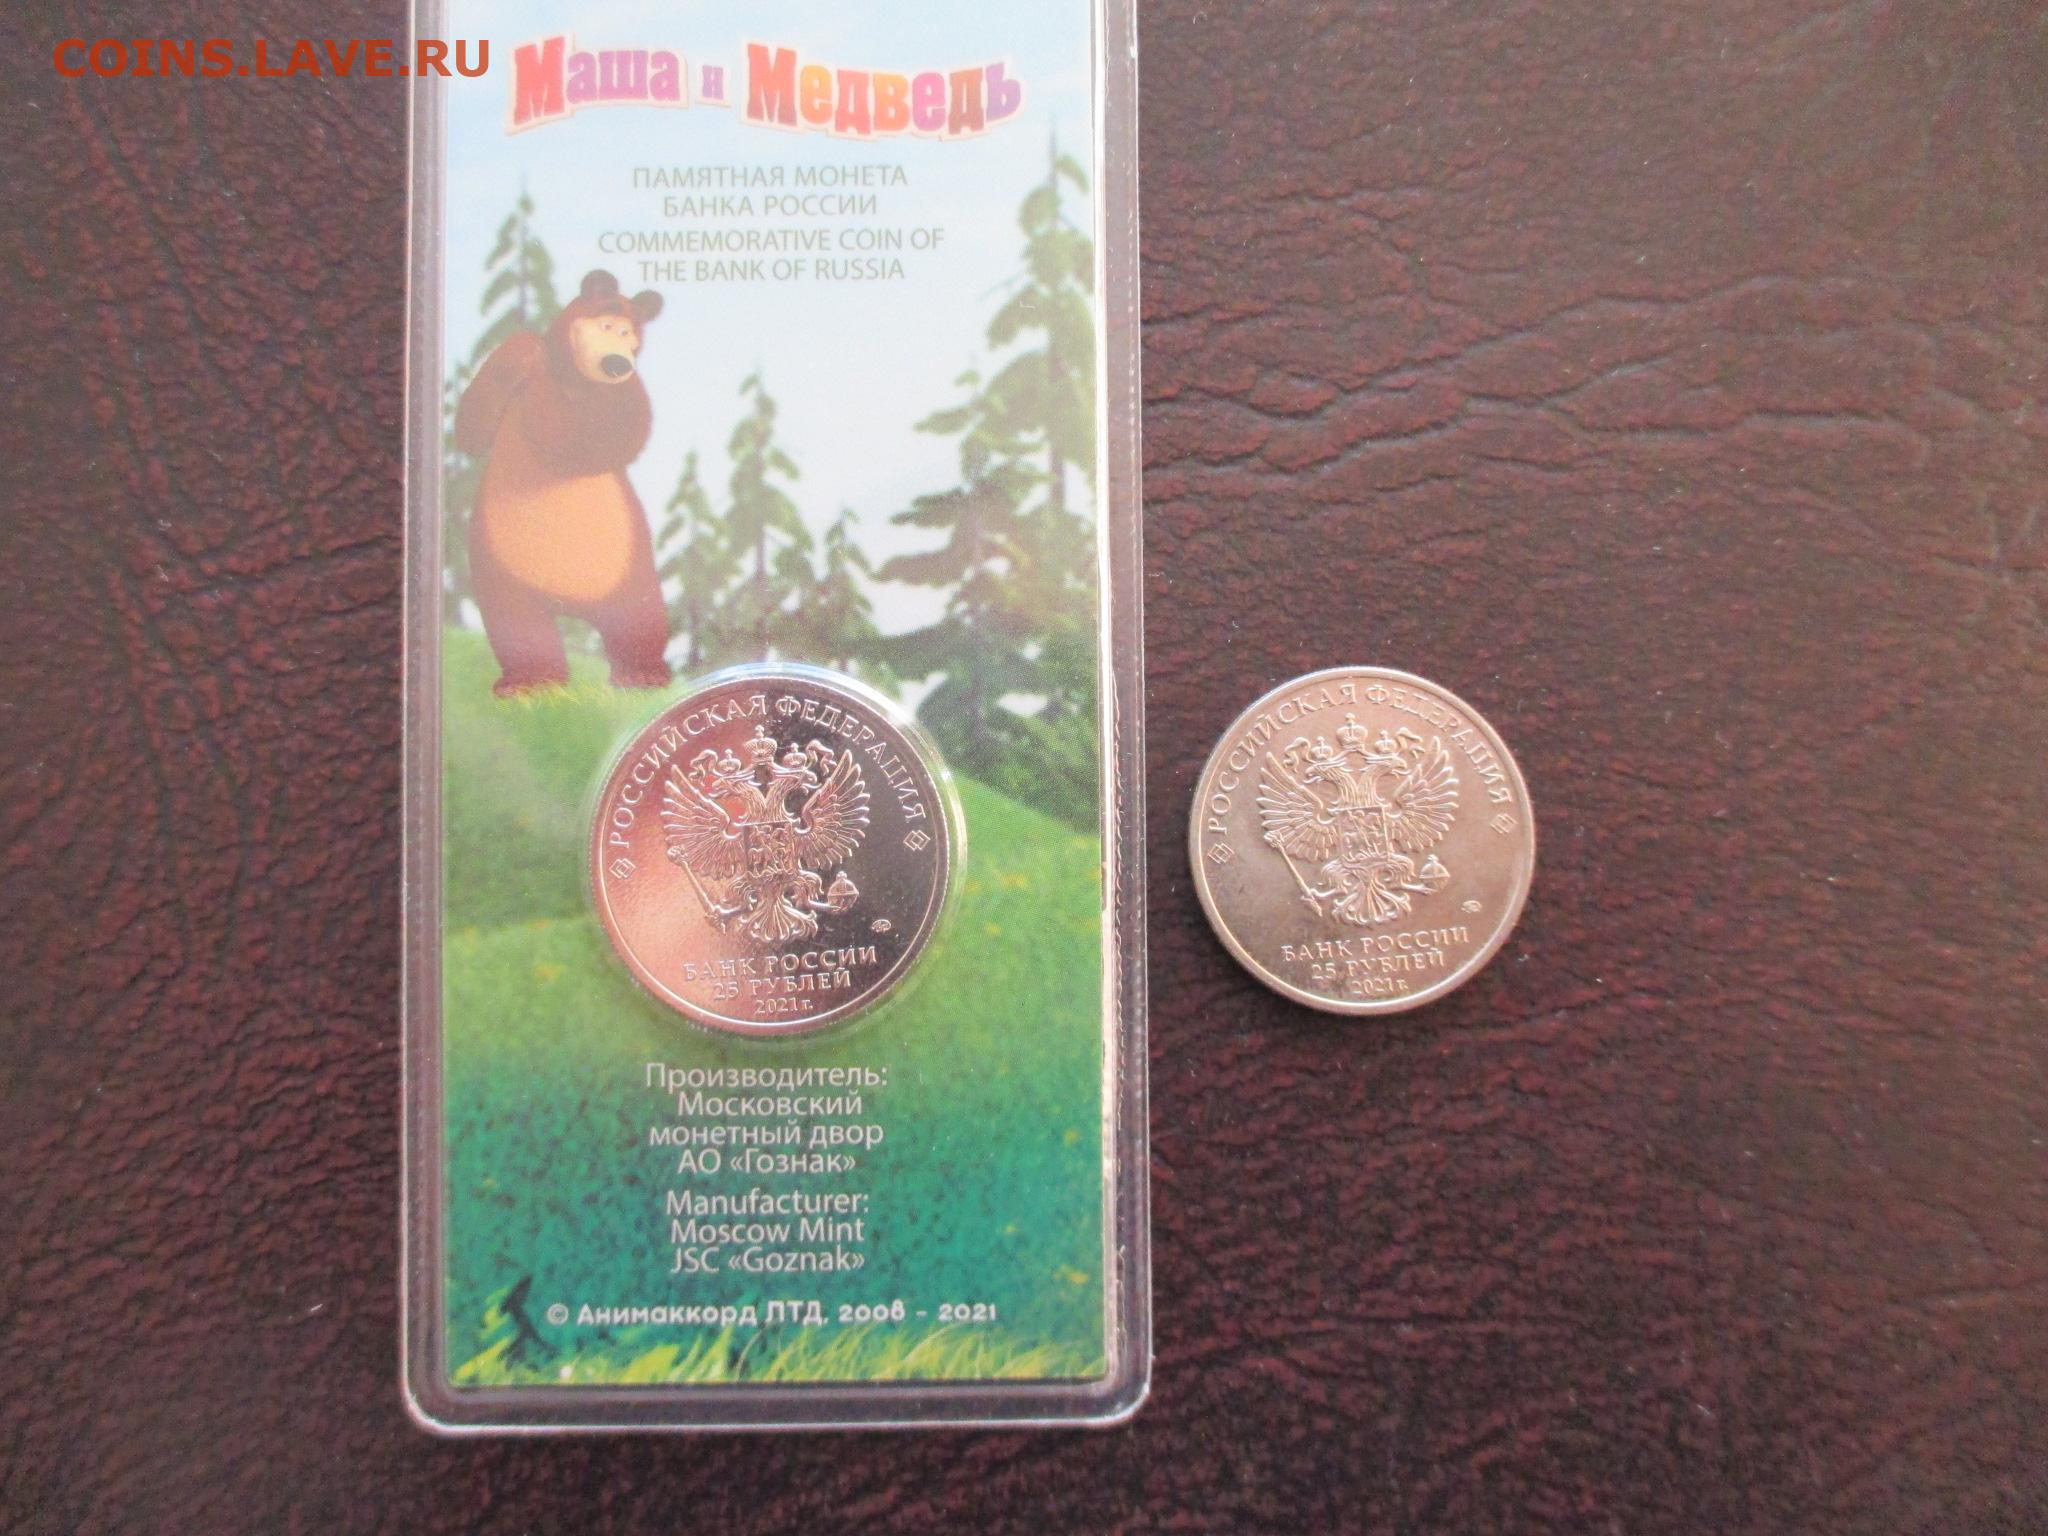 COINS.LAVE.RU
Маша и Медведь
ПАМЯТНАЯ МОНЕТА
БАНКА РОССИИ
COMMEMORATIVE COIN OF
THE BANK OF RUSSIA
РОССИЙСКАЯ ФЕДЕРАЦИЯ
БАНК РОССИИ
25 РУБЛЕЙ
2021 г.
Производитель:
Московский
монетный двор
АО «Гознак»
Manufacturer:
Moscow Mint
JSC «Goznak»
© Анимаккорд ЛТД, 2008 - 2021
РОССИЙСКАЯ ФЕДЕРАЦИЯ
БАНК РОССИИ
25 РУБЛЕЙ
2021 г.